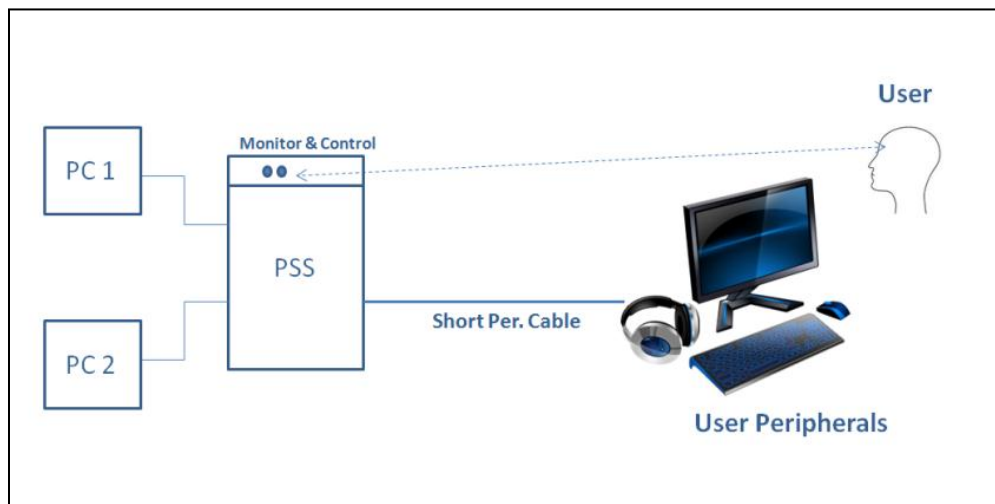 User
Monitor & Control
PC 1
PSS
Short Per. Cable
PC 2
User Peripherals